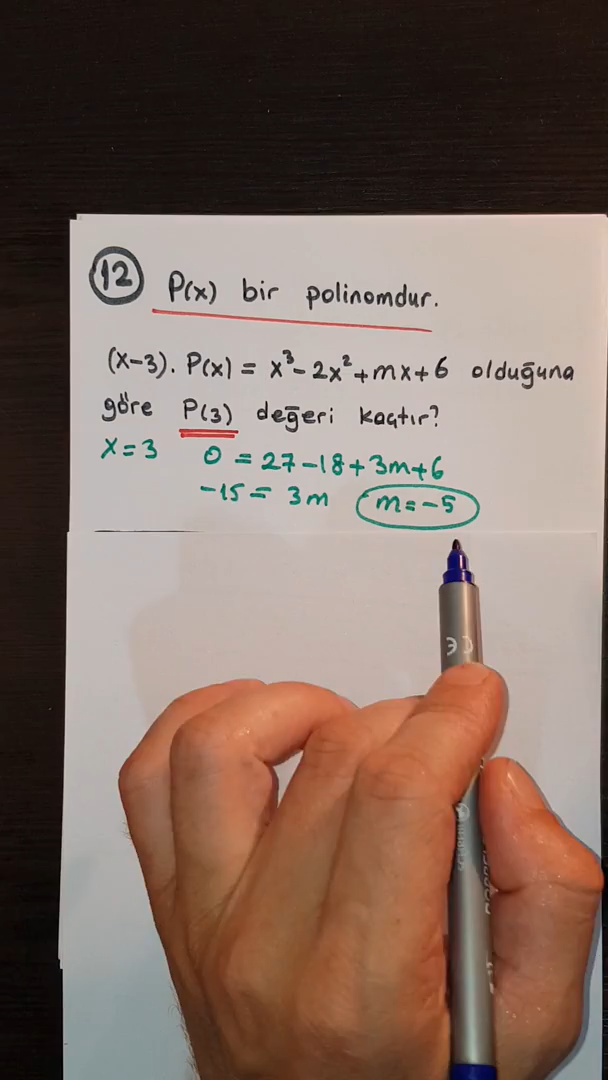 12 P(x) bir polinomdur.
(x-3). P(x) = x³-2x²+mx+6 olduğuna
göre P(3) değeri kaçtır?
x=3 0 = 27-18+3m+6
-15 = 3m m=-5
CE